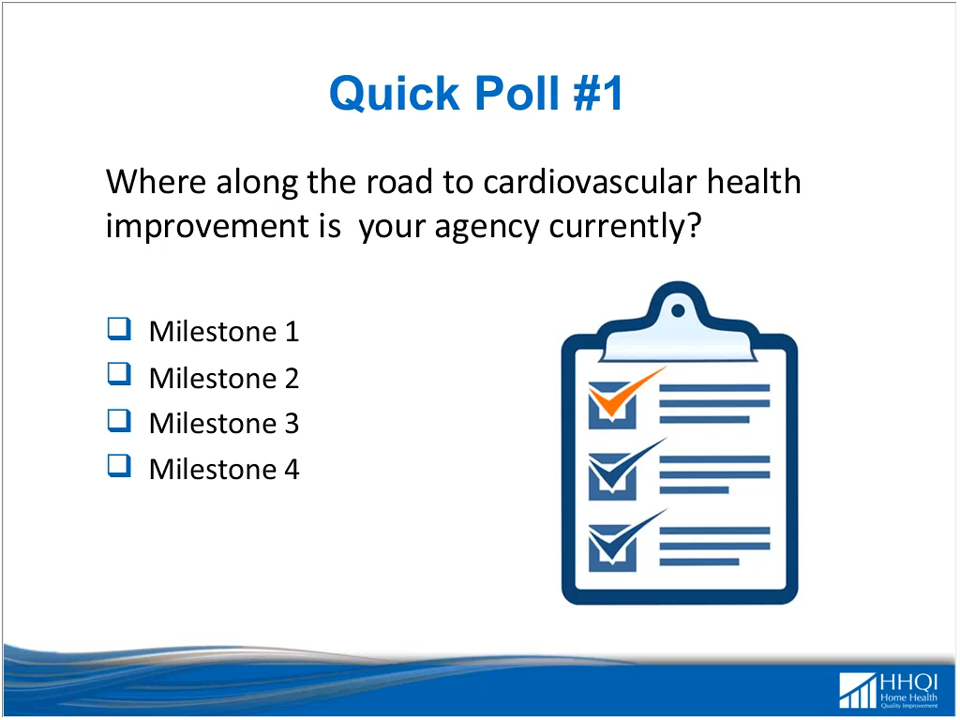 Quick Poll #1
Where along the road to cardiovascular health
improvement is  your agency currently?
Milestone 1
Milestone 2
Milestone 3
Milestone 4
HHQI
Home Health
Quality Improvement